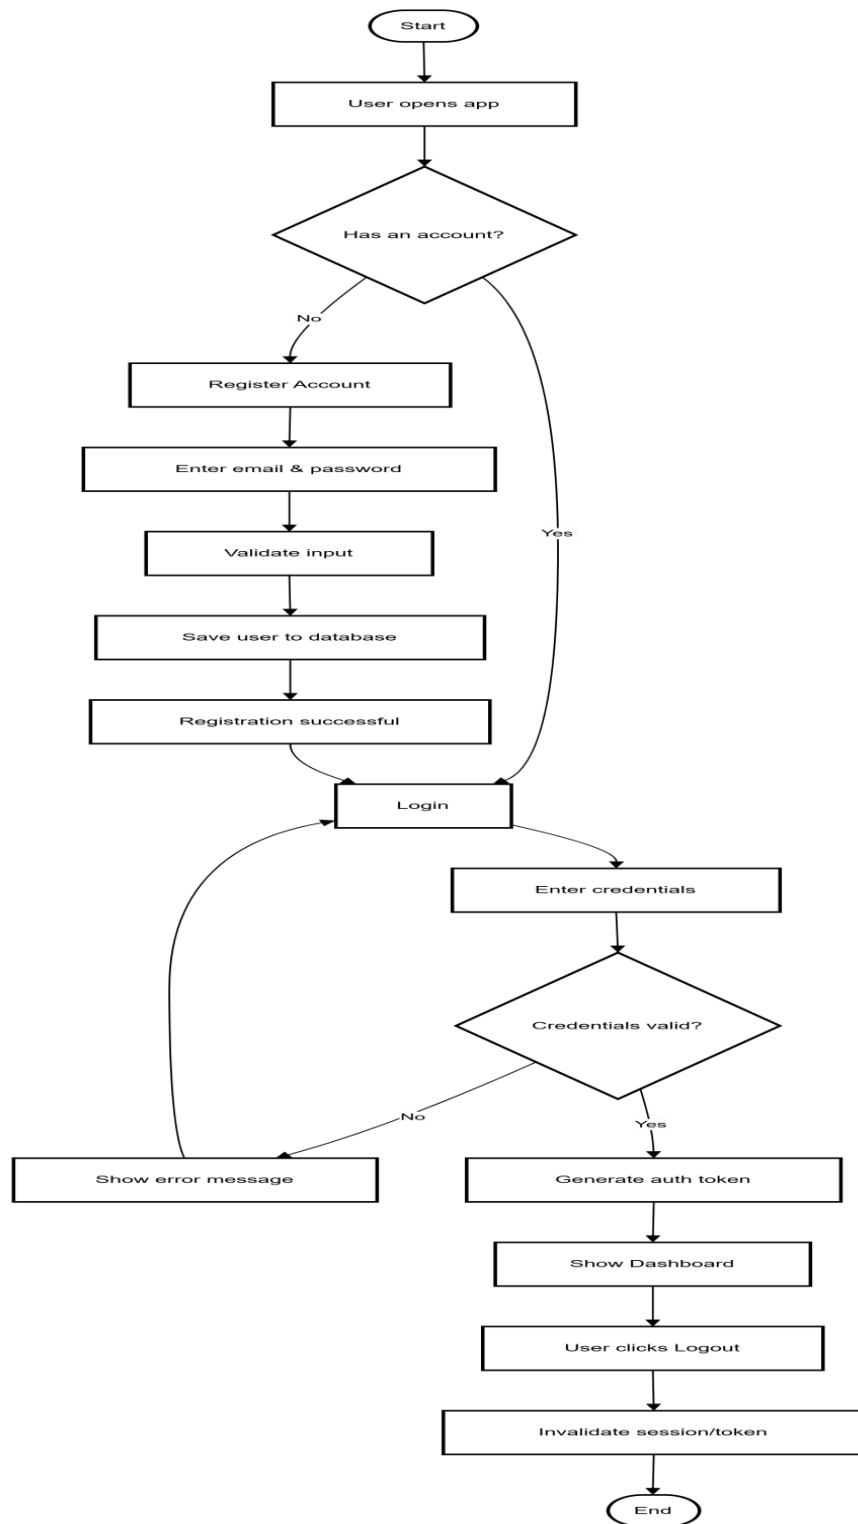 Start
User opens app
Has an account?
No
Register Account
Enter email & password
Yes
Validate input
Save user to database
Registration successful
Login
Enter credentials
Credentials valid?
No
Yes
Show error message
Generate auth token
Show Dashboard
User clicks Logout
Invalidate session/token
End